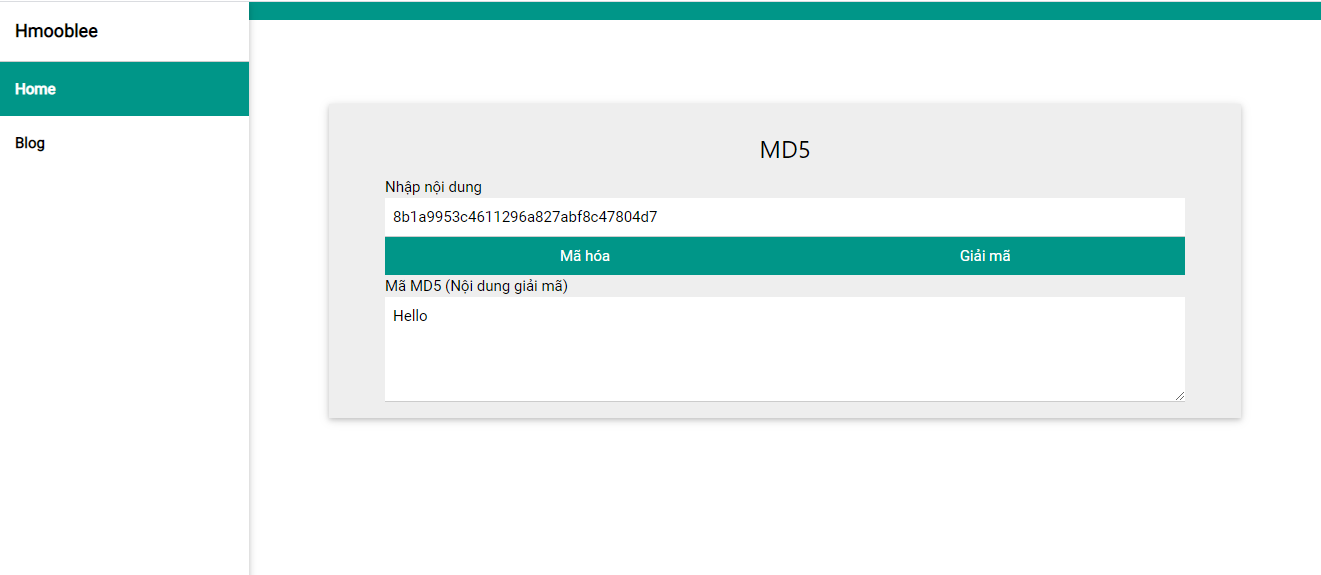 Hmooblee
Home
Blog
MD5
Nhập nội dung
8b1a9953c4611296a827abf8c47804d7
Mã hóa Giải mã
Mã MD5 (Nội dung giải mã)
Hello